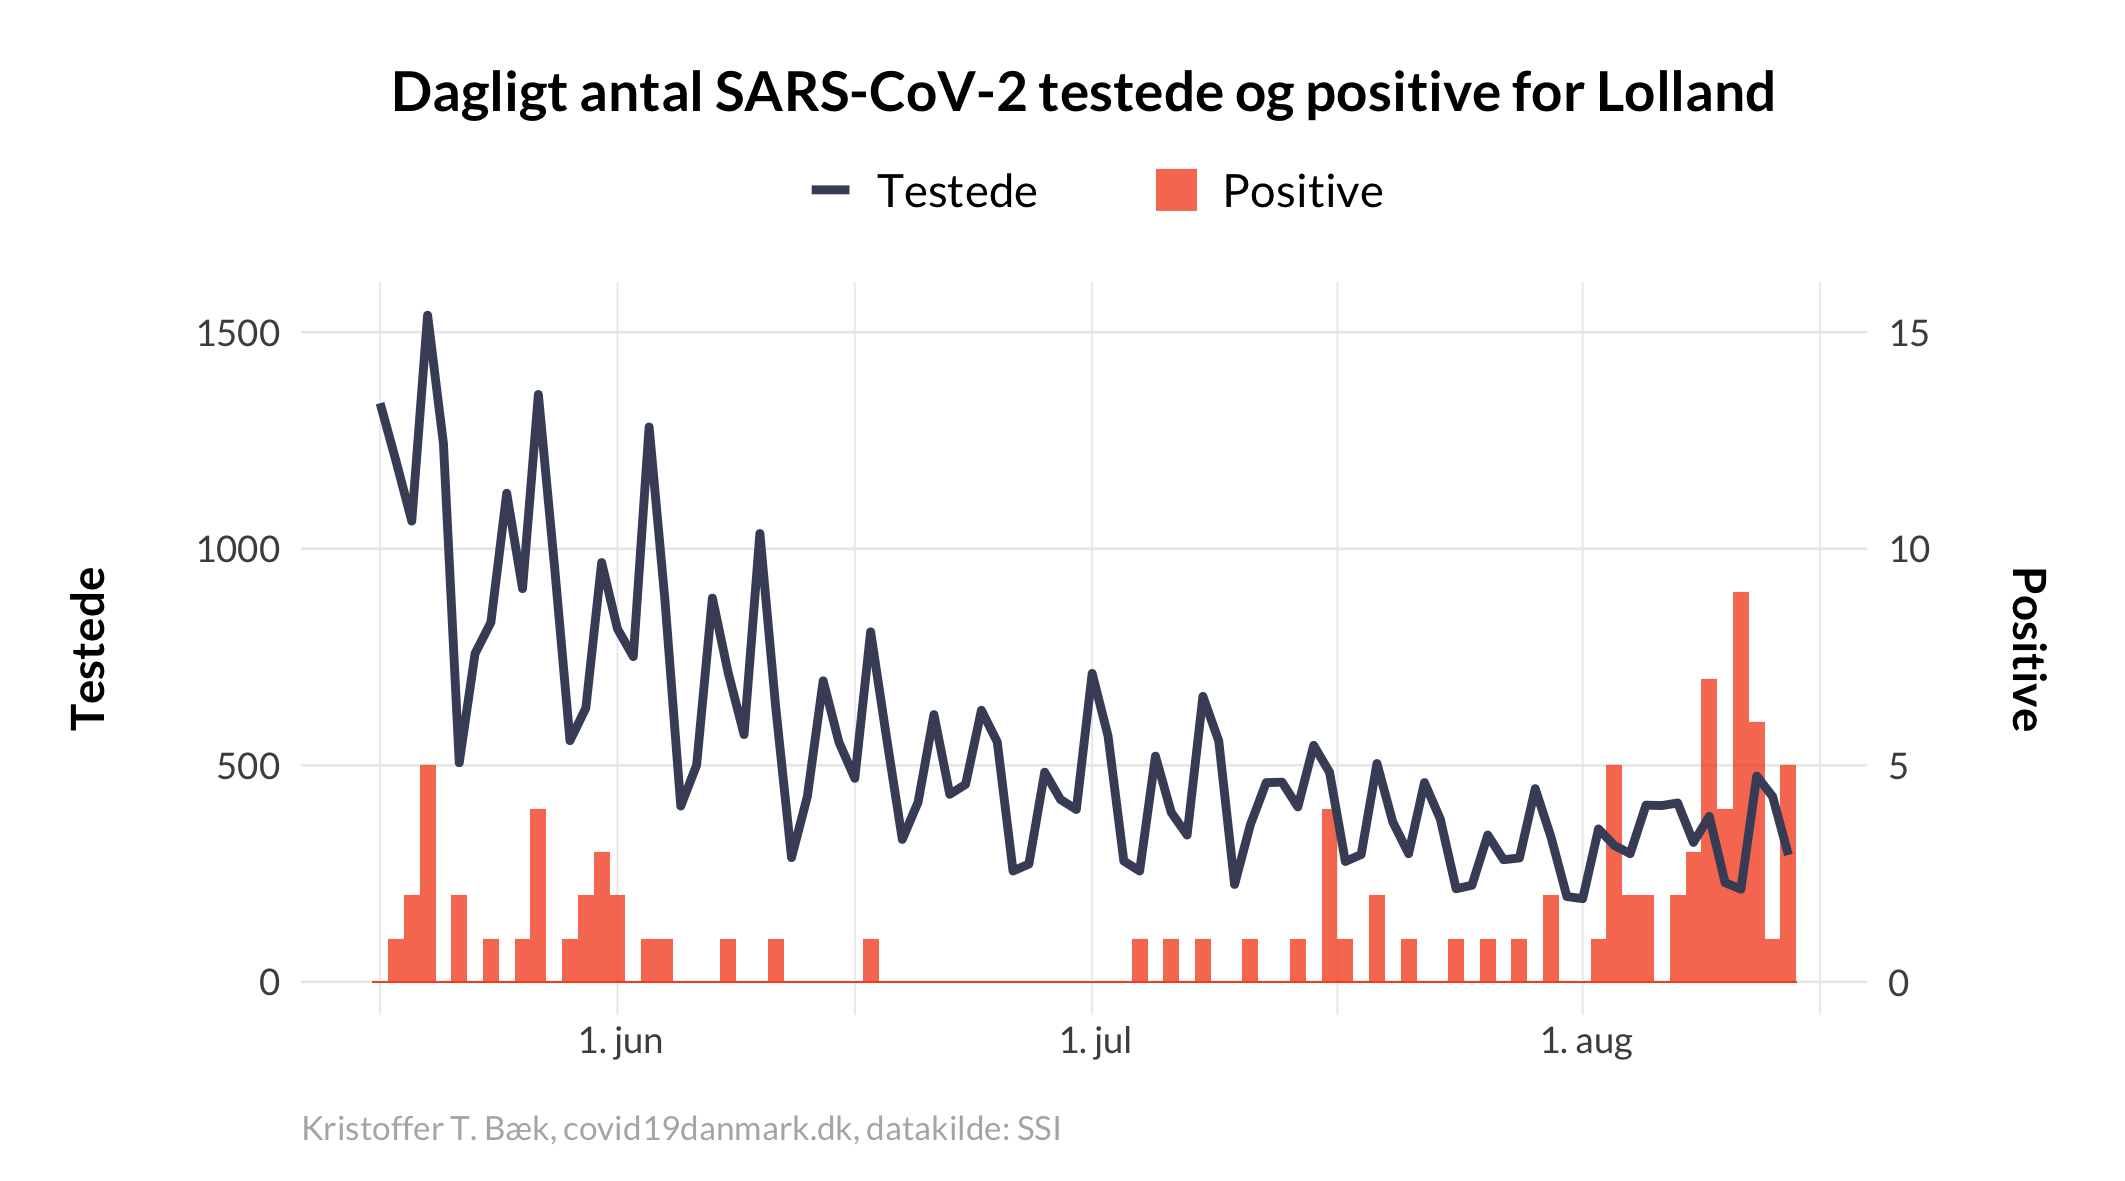 Dagligt antal SARS-CoV-2 testede og positive for Lolland
Testede Positive
1500 15
1000 10
Testede
Positive
500 5
0 0
1. jun 1. jul 1. aug
Kristoffer T. Bæk, covid19danmark.dk, datakilde: SSI